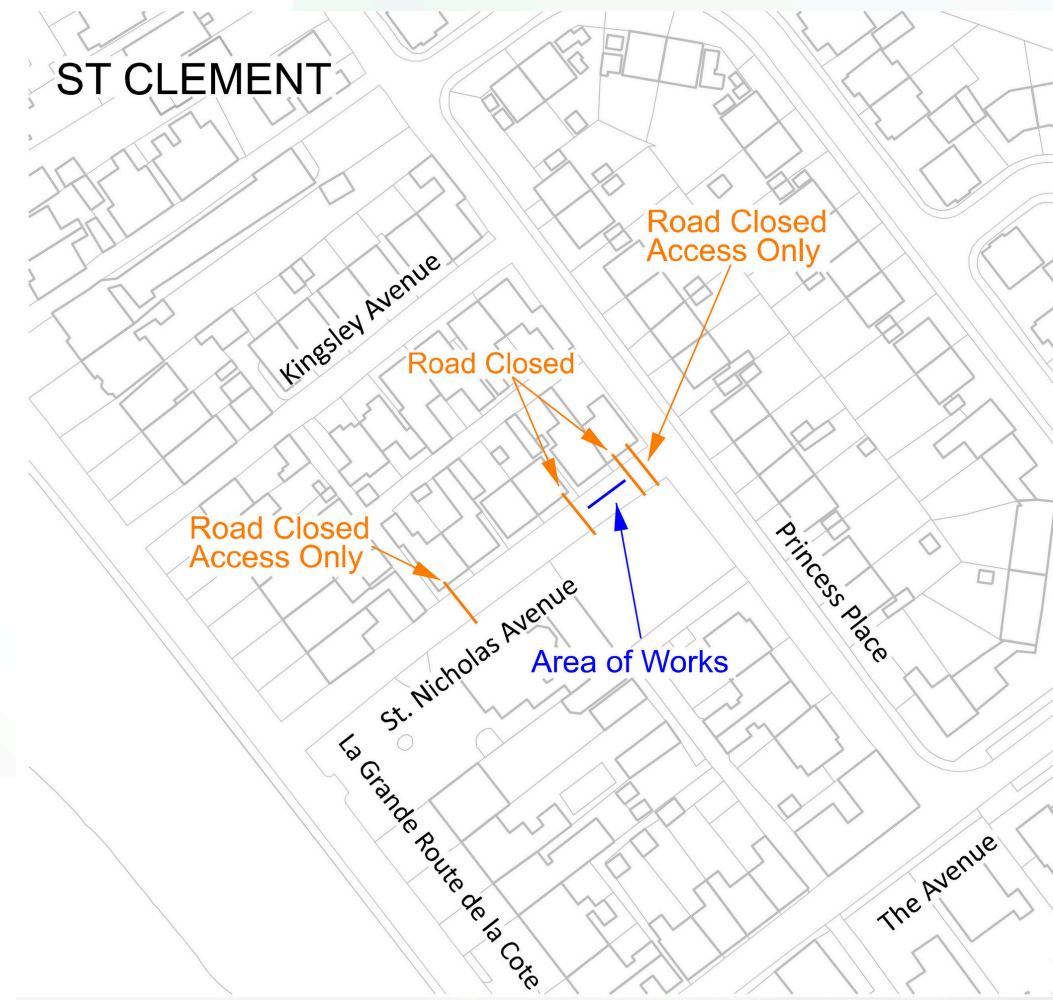 ST CLEMENT
Road Closed
Access Only
Kingsley Avenue
Road Closed
Road Closed
Access Only
Princess Place
St. Nicholas Avenue
Area of Works
La Grande Route de la Cote
The Avenue